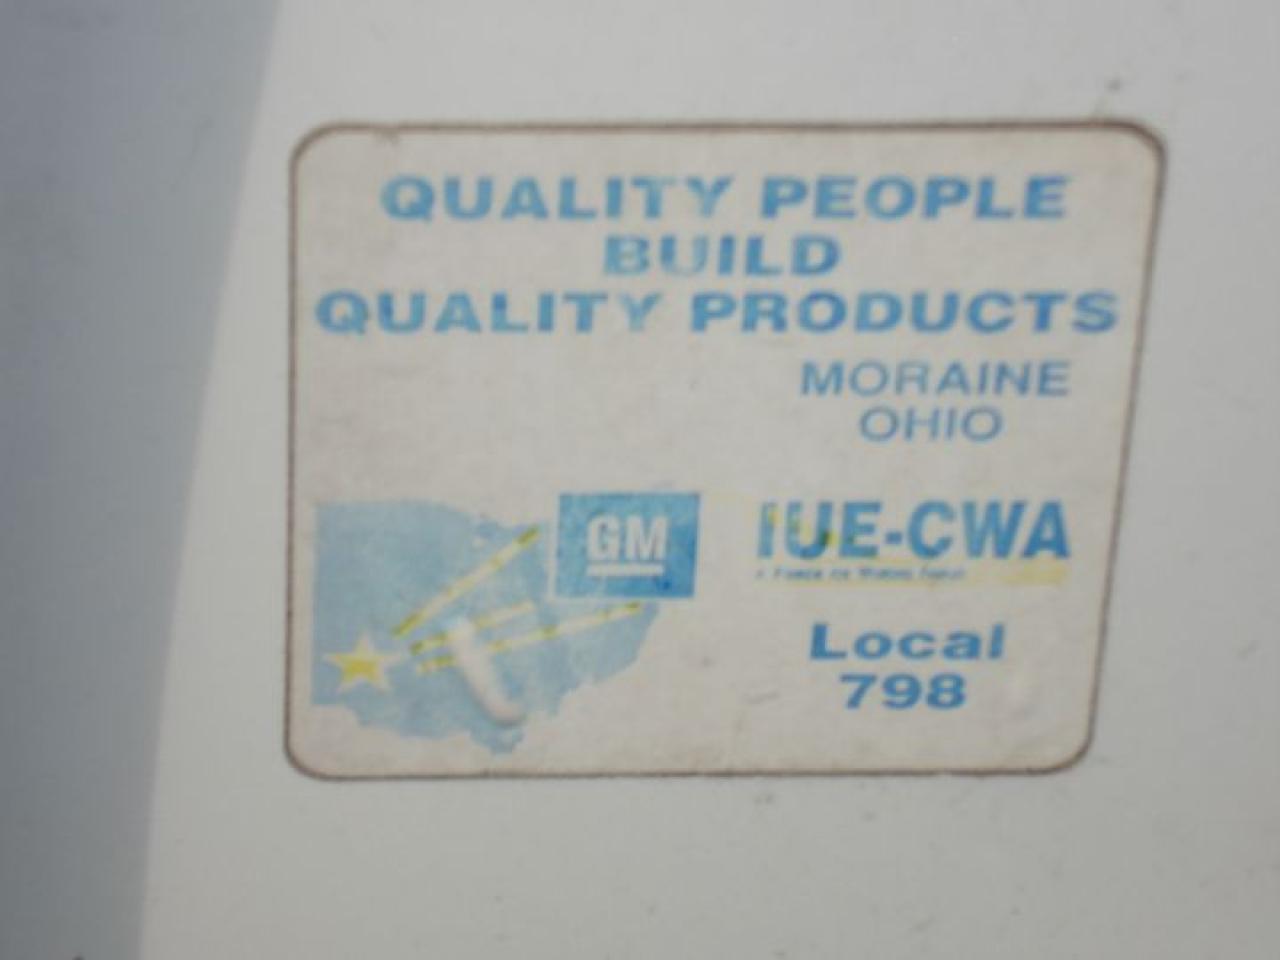 QUALITY PEOPLE
BUILD
QUALITY PRODUCTS
MORAINE
OHIO
GM
IUE-CWA
Local
798